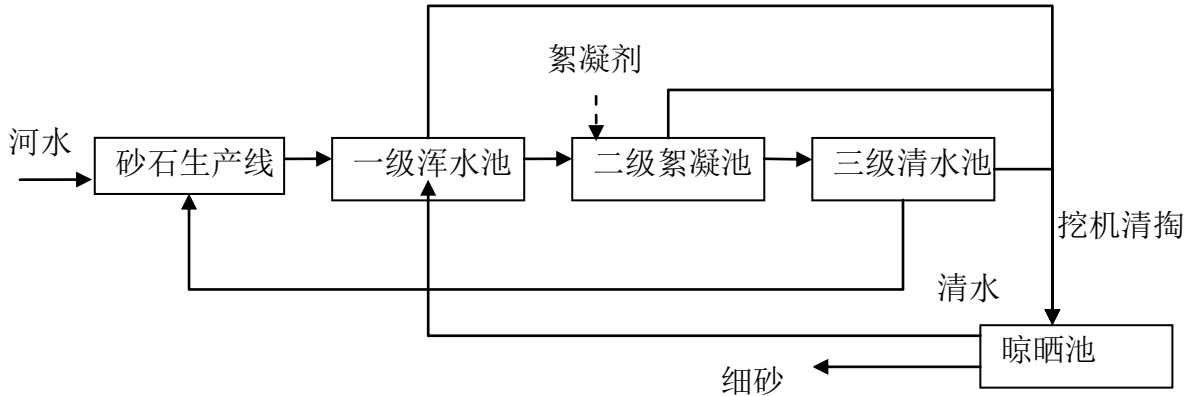 絮凝剂
河水
砂石生产线
一级浑水池
二级絮凝池
三级清水池
挖机清掏
清水
晾晒池
细砂